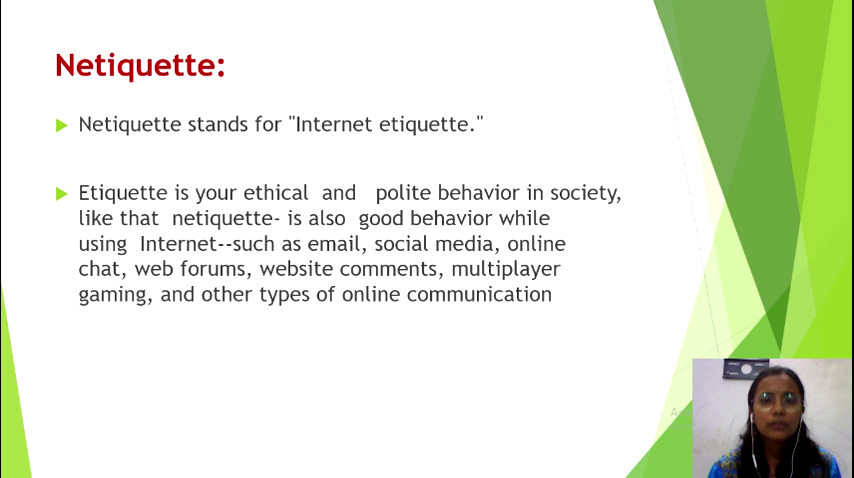 Netiquette:
Netiquette stands for "Internet etiquette."
Etiquette is your ethical  and   polite behavior in society,
like that  netiquette- is also  good behavior while
using  Internet--such as email, social media, online
chat, web forums, website comments, multiplayer
gaming, and other types of online communication